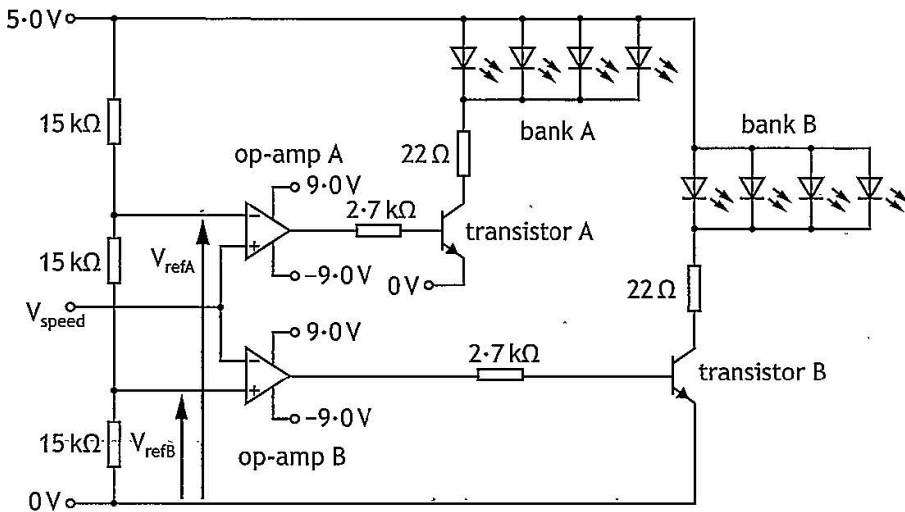 5·0 V
15 kΩ
15 kΩ
15 kΩ
V_refA
V_refB
V_speed
0 V
op-amp A
9·0 V
-9·0 V
2·7 kΩ
22 Ω
bank A
transistor A
0 V
9·0 V
-9·0 V
op-amp B
2·7 kΩ
bank B
22 Ω
transistor B